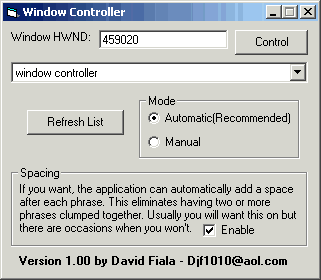 Window Controller
Window HWND: 459020 Control
window controller
Mode
Refresh List
Automatic(Recommended)
Manual
Spacing
If you want, the application can automatically add a space
after each phrase. This eliminates having two or more
phrases clumped together. Usually you will want this on but
there are occasions when you won't. Enable
Version 1.00 by David Fiala - Djf1010@aol.com